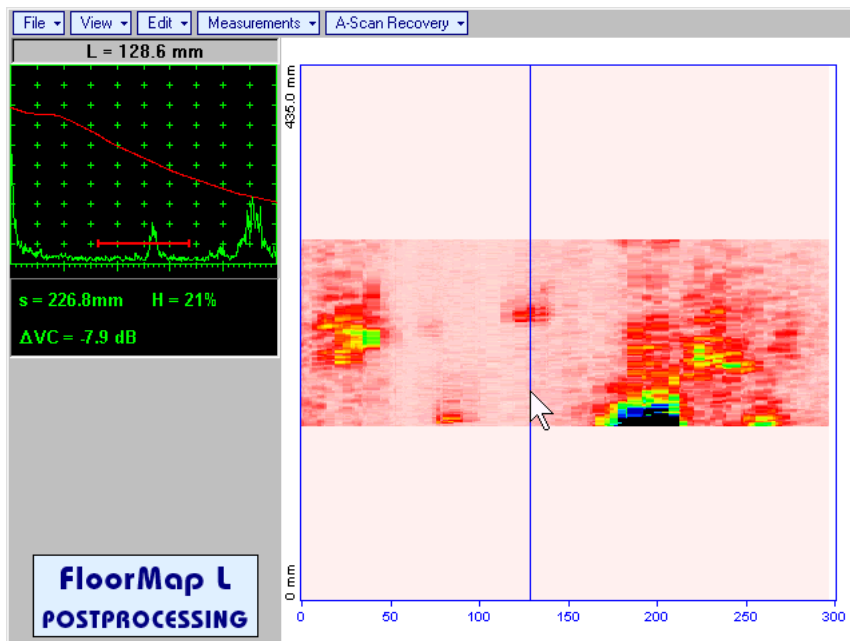 File View Edit Measurements A-Scan Recovery
L = 128.6 mm
s = 226.8mm H = 21%
ΔVC = -7.9 dB
FloorMap L
POSTPROCESSING
435.0 mm
0 mm
0 50 100 150 200 250 300